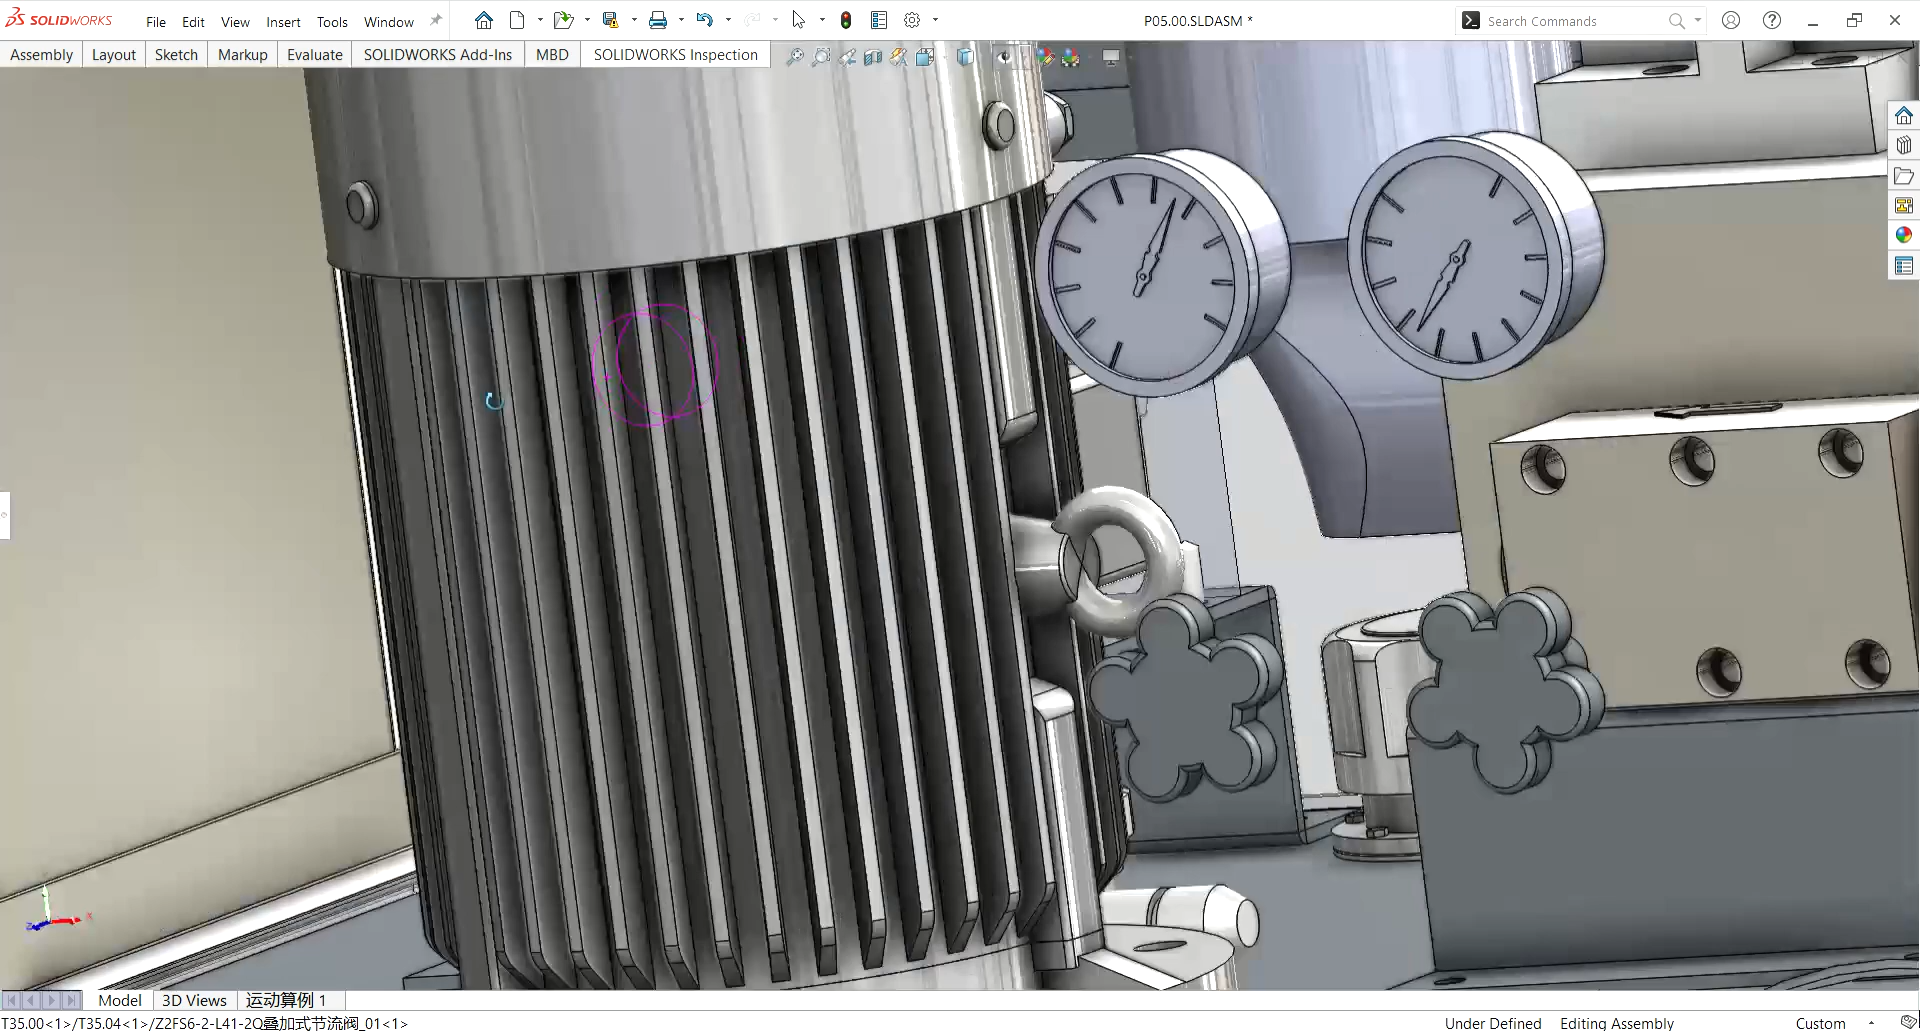 SOLIDWORKS File Edit View Insert Tools Window P05.00.SLDASM * Search Commands
Assembly Layout Sketch Markup Evaluate SOLIDWORKS Add-Ins MBD SOLIDWORKS Inspection
Z X
Model 3D Views 运动算例 1
T35.00<1>/T35.04<1>/Z2FS6-2-L41-2Q叠加式节流阀_01<1> Under Defined Editing Assembly Custom